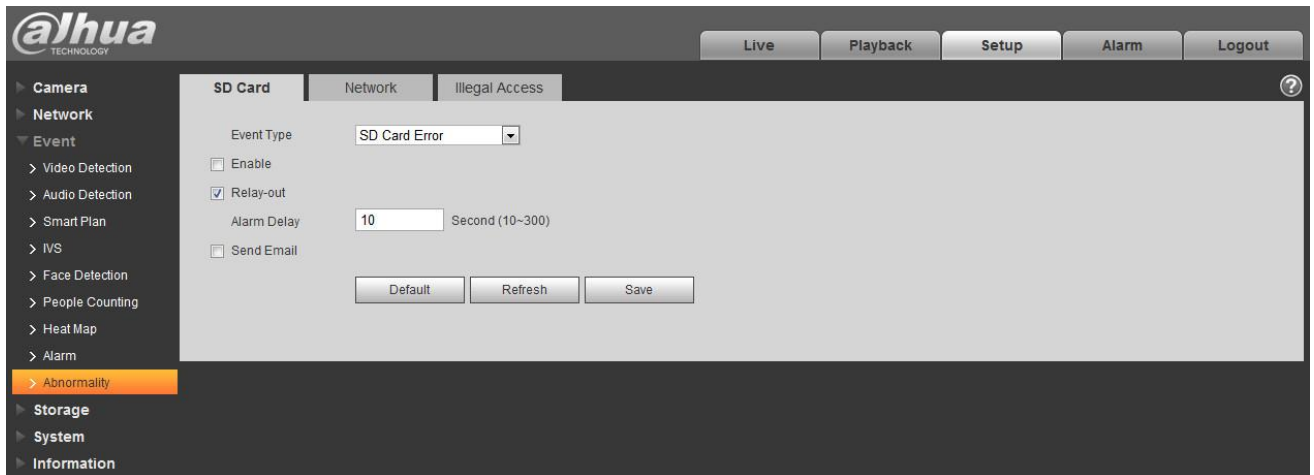 alhua
TECHNOLOGY
Live Playback Setup Alarm Logout
Camera
Network
Event
Video Detection
Audio Detection
Smart Plan
IVS
Face Detection
People Counting
Heat Map
Alarm
Abnormality
Storage
System
Information
SD Card Network Illegal Access ?
Event Type SD Card Error
Enable
Relay-out
Alarm Delay 10 Second (10~300)
Send Email
Default Refresh Save